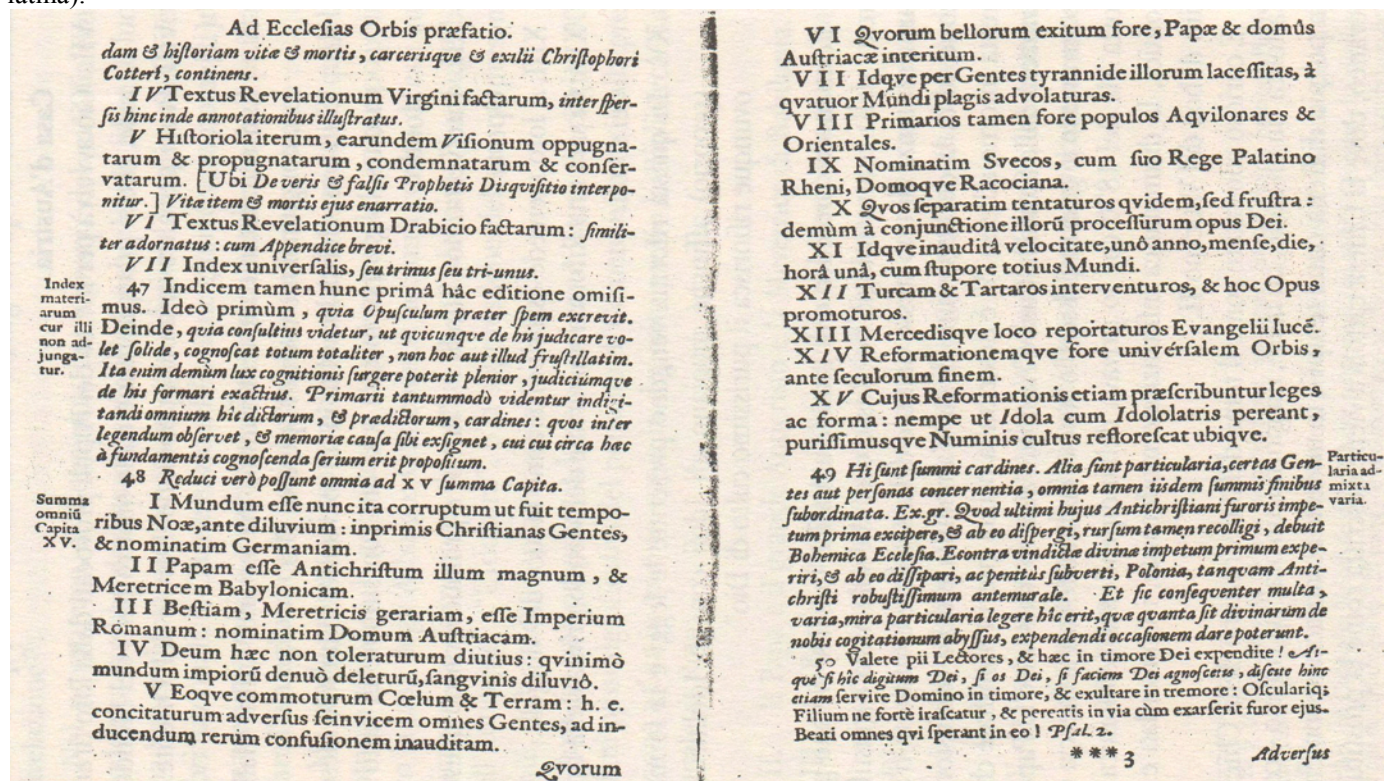 latina).
Ad Ecclesias Orbis præfatio.
dam & historiam vitæ & mortis, carcerisqve & exilii Christophori
Cotteri, continens.
IV Textus Revelationum Virgini factarum, intersper-
sis hinc inde annotationibus illustratus.
V Historiola iterum, earundem Visionum oppugna-
tarum & propugnatarum, condemnatarum & conser-
vatarum. [Ubi De veris & falsis Prophetis Disqvisitio interpo-
nitur.] Vitæ item & mortis ejus enarratio.
VI Textus Revelationum Drabicio factarum: simili-
ter adornatus: cum Appendice brevi.
VII Index universalis, seu trinus seu tri-unus.
Index
materi-
arum
cur illi
non ad-
junga-
tur.
47 Indicem tamen hunc primâ hâc editione omisi-
mus. Ideò primùm, qvia Opusculum præter spem excrevit.
Deinde, qvia consultius videtur, ut qvicunqve de his judicare vo-
let solide, cognoscat totum totaliter, non hoc aut illud frustillatim.
Ita enim demùm lux cognitionis surgere poterit plenior, judiciúmqve
de his formari exactius. Primarii tantummodò videntur indigi-
tandi omnium hîc dictorum, & prædictorum, cardines: qvos inter
legendum observet, & memoriæ causa sibi exsignet, cui cui circa hæc
à fundamentis cognoscenda serium erit propositum.
48 Reduci verò possunt omnia ad XV summa Capita.
Summa
omniũ
Capita
XV.
I Mundum esse nunc ita corruptum ut fuit tempo-
ribus Noæ, ante diluvium: inprimis Christianas Gentes,
& nominatim Germaniam.
II Papam esse Antichristum illum magnum, &
Meretricem Babylonicam.
III Bestiam, Meretricis gerariam, esse Imperium
Romanum: nominatim Domum Austriacam.
IV Deum hæc non toleraturum diutius: qvinimò
mundum impiorũ denuò deleturũ, sangvinis diluviô.
V Eoqve commoturum Cœlum & Terram: h. e.
concitaturum adversus seinvicem omnes Gentes, ad in-
ducendum rerum confusionem inauditam.
Qvorum
VI Qvorum bellorum exitum fore, Papæ & domûs
Austriacæ interitum.
VII Idqve per Gentes tyrannide illorum lacessitas, à
qvatuor Mundi plagis advolaturas.
VIII Primarios tamen fore populos Aqvilonares &
Orientales.
IX Nominatim Svecos, cum suo Rege Palatino
Rheni, Domoqve Racociana.
X Qvos separatim tentaturos qvidem, sed frustra:
demùm à conjunctione illorũ processurum opus Dei.
XI Idqve inauditâ velocitate, unô anno, mense, die,
horâ unâ, cum stupore totius Mundi.
XII Turcam & Tartaros interventuros, & hoc Opus
promoturos.
XIII Mercedisqve loco reportaturos Evangelii lucẽ.
XIV Reformationemqve fore universalem Orbis,
ante seculorum finem.
XV Cujus Reformationis etiam præscribuntur leges
ac forma: nempe ut Idola cum Idololatris pereant,
purissimusqve Numinis cultus reflorescat ubiqve.
Particu-
laria ad-
mixta
varia.
49 Hi sunt summi cardines. Alia sunt particularia, certas Gen-
tes aut personas concernentia, omnia tamen iisdem summis finibus
subordinata. Ex. gr. Qvod ultimi hujus Antichristiani furoris impe-
tum prima excipere, & ab eo dispergi, rursum tamen recolligi, debuit
Bohemica Ecclesia. Econtra vindictæ divinæ impetum primum expe-
riri, & ab eo dissipari, ac penitùs subverti, Polonia, tanqvam Anti-
christi robustissimum antemurale. Et sic conseqventer multa,
varia, mira particularia legere hîc erit, qvæ qvanta sit divinarum de
nobis cogitationum abyssus, expendendi occasionem dare poterunt.
50 Valete pii Lectores, & hæc in timore Dei expendite! At-
qve si hîc digitum Dei, si os Dei, si faciem Dei agnoscetis, discite hinc
etiam servire Domino in timore, & exultare in tremore: Osculariq;
Filium ne fortè irascatur, & pereatis in via cùm exarserit furor ejus.
Beati omnes qvi sperant in eo! Psal. 2.
*** 3
Adversus